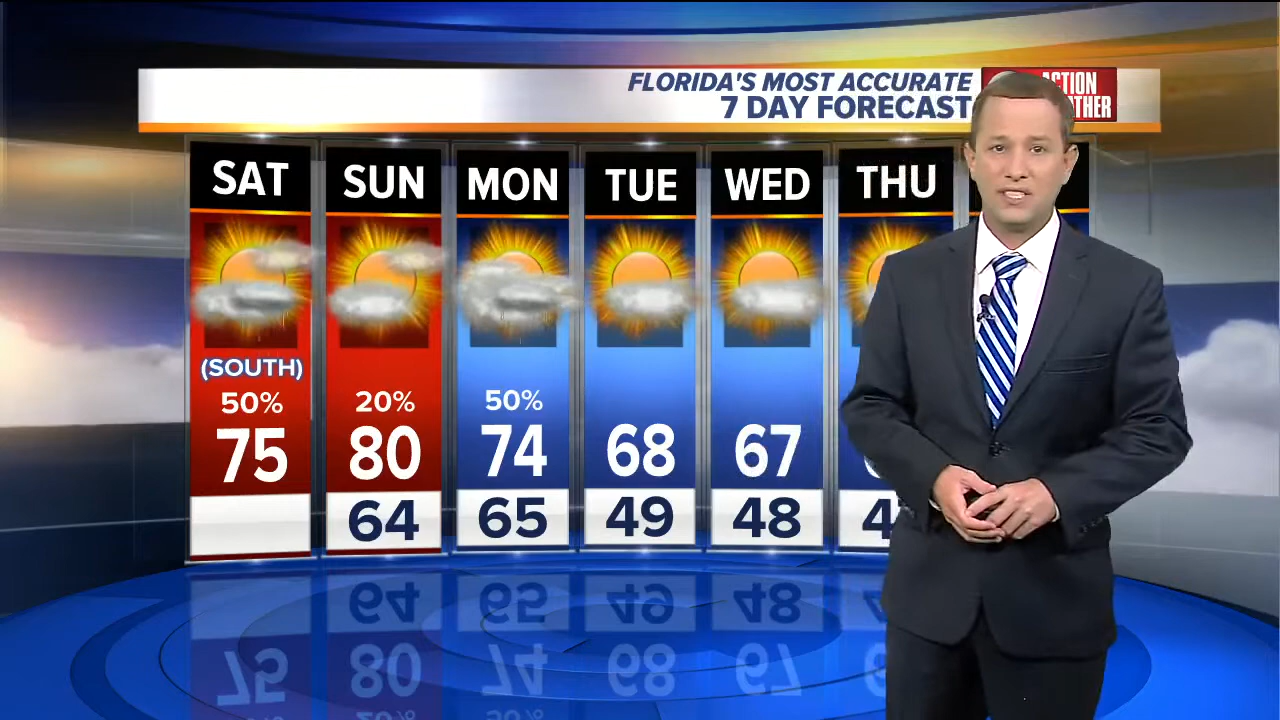 FLORIDA'S MOST ACCURATE
7 DAY FORECAST
ACTION
SAT SUN MON TUE WED THU
(SOUTH)
50% 20% 50%
75 80 74 68 67
64 65 49 48